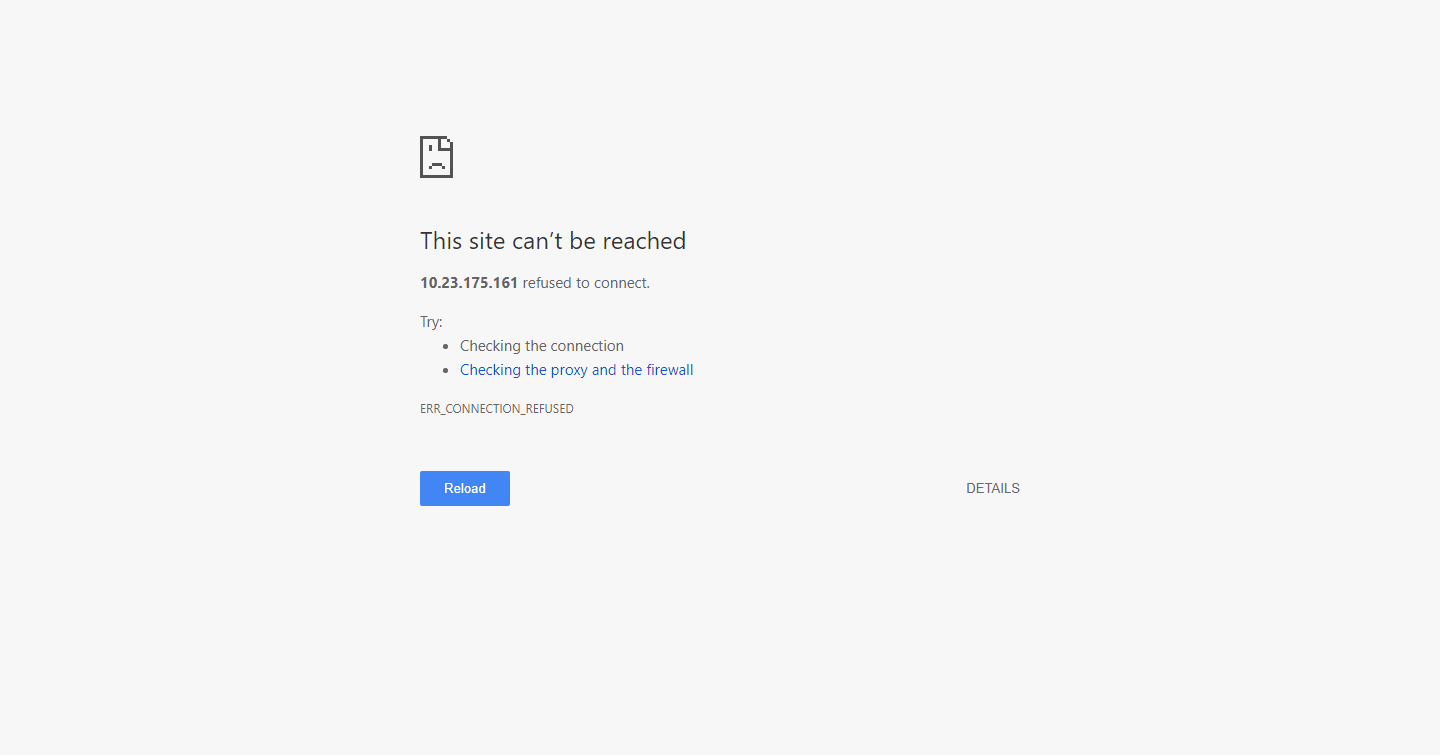 This site can’t be reached
10.23.175.161 refused to connect.
Try:
Checking the connection
Checking the proxy and the firewall
ERR_CONNECTION_REFUSED
Reload
DETAILS